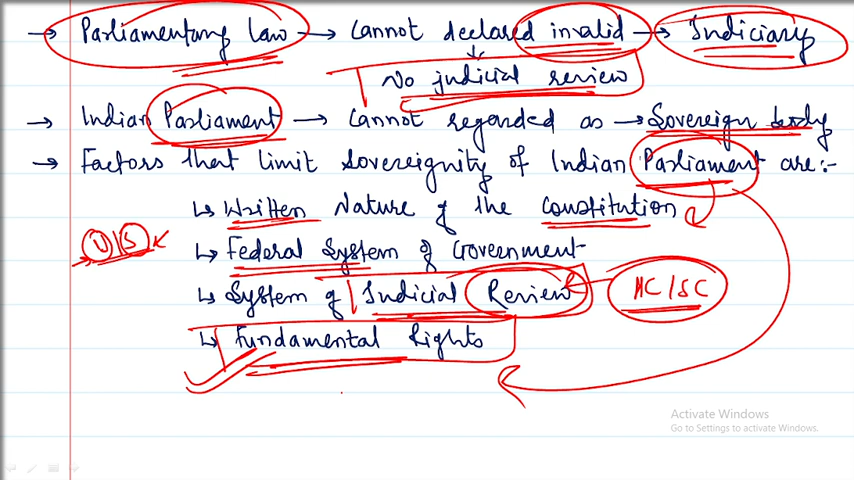 → Parliamentary Law → Cannot declared invalid → Judiciary
No judicial review
→ Indian Parliament → Cannot regarded as → Sovereign body
→ Factors that limit Sovereignity of Indian Parliament are:-
↳ Written Nature of the Constitution
↳ Federal System of Government
U/S
↳ System of Judicial Review
HC/SC
↳ Fundamental Rights
Activate Windows
Go to Settings to activate Windows.